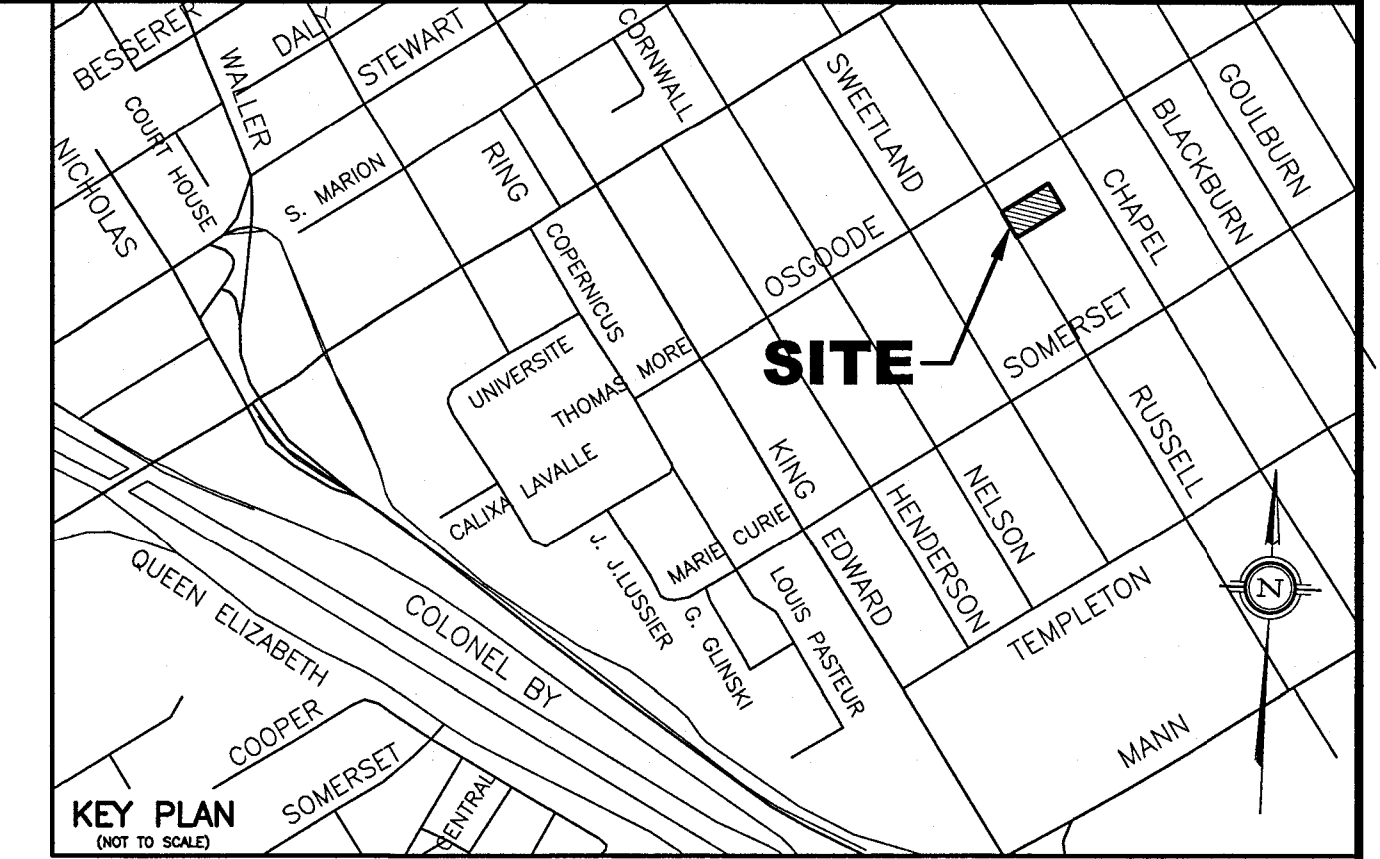 BESSERER
DALY
STEWART
WALLER
COURT HOUSE
NICHOLAS
S. MARION
RING
CORNWALL
SWEETLAND
GOULBURN
BLACKBURN
CHAPEL
OSGOODE
COPERNICUS
UNIVERSITE
THOMAS MORE
SITE
SOMERSET
RUSSELL
LAVALLE
CALIXA
KING
EDWARD
HENDERSON
NELSON
MARIE CURIE
J. J.LUSSIER
G. GLINSKI
LOUIS PASTEUR
TEMPLETON
MANN
N
QUEEN ELIZABETH
COLONEL BY
COOPER
SOMERSET
CENTRAL
KEY PLAN
(NOT TO SCALE)